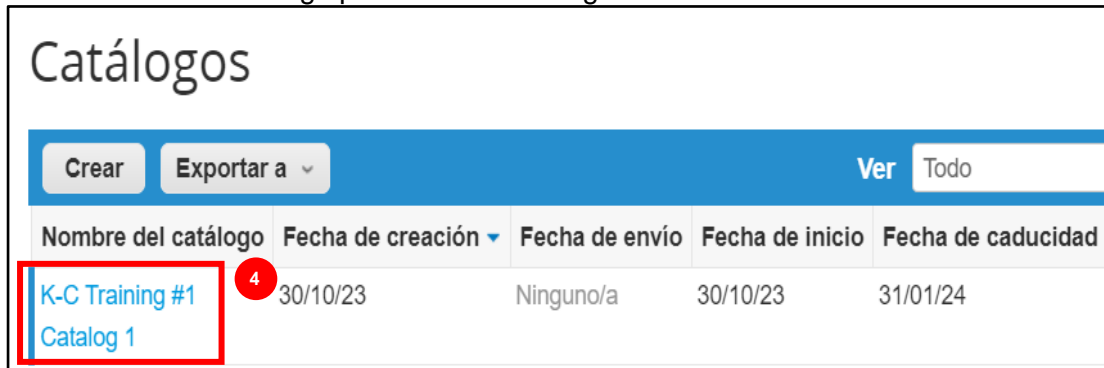 Catálogos
Crear Exportar a Ver Todo
Nombre del catálogo Fecha de creación Fecha de envío Fecha de inicio Fecha de caducidad
K-C Training #1 4 30/10/23 Ninguno/a 30/10/23 31/01/24
Catalog 1